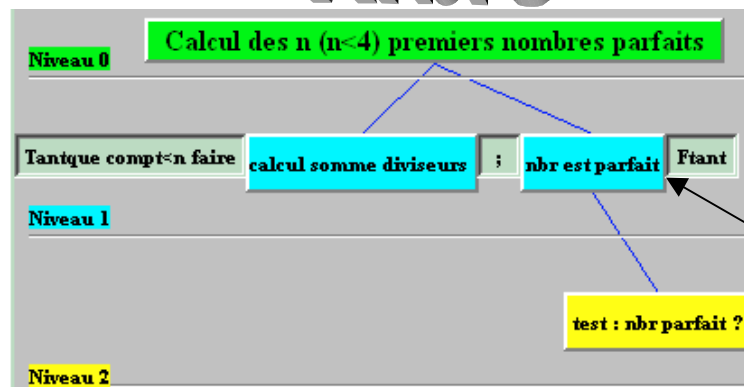 Calcul des n (n<4) premiers nombres parfaits
Niveau 0
Tantque compt<n faire calcul somme diviseurs ; nbr est parfait Ftant
Niveau 1
test : nbr parfait ?
Niveau 2